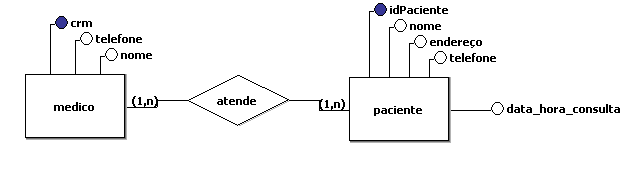 crm
telefone
nome
medico
(1,n)
atende
(1,n)
idPaciente
nome
endereço
telefone
paciente
data_hora_consulta